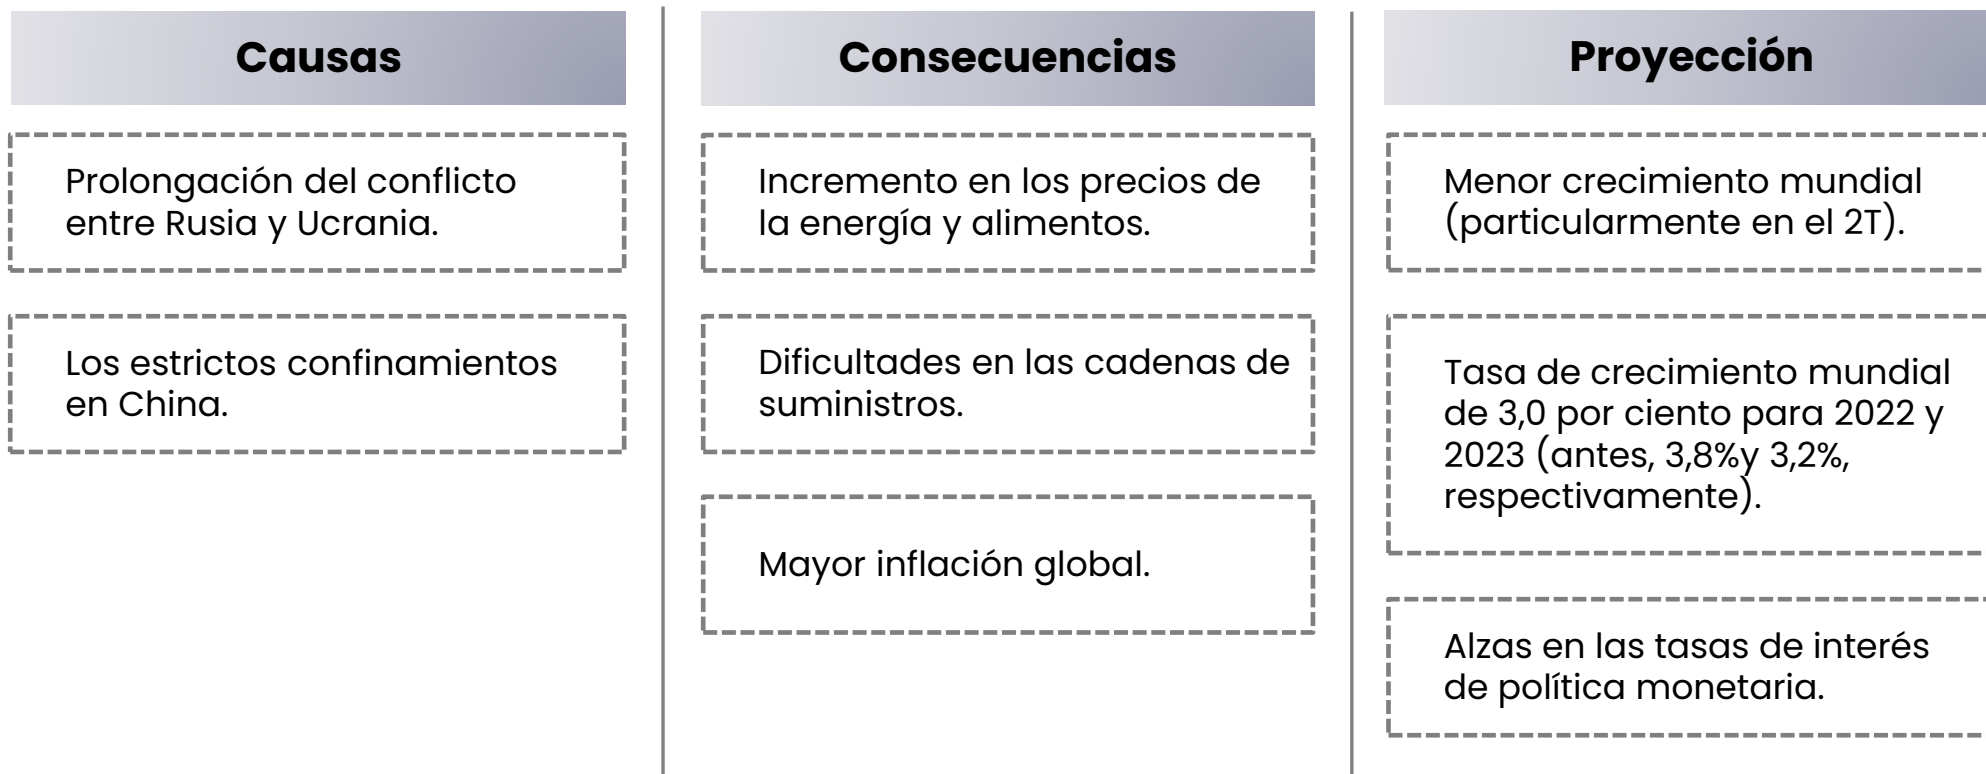 Causas
Prolongación del conflicto
entre Rusia y Ucrania.
Los estrictos confinamientos
en China.
Consecuencias
Incremento en los precios de
la energía y alimentos.
Dificultades en las cadenas de
suministros.
Mayor inflación global.
Proyección
Menor crecimiento mundial
(particularmente en el 2T).
Tasa de crecimiento mundial
de 3,0 por ciento para 2022 y
2023 (antes, 3,8%y 3,2%,
respectivamente).
Alzas en las tasas de interés
de política monetaria.